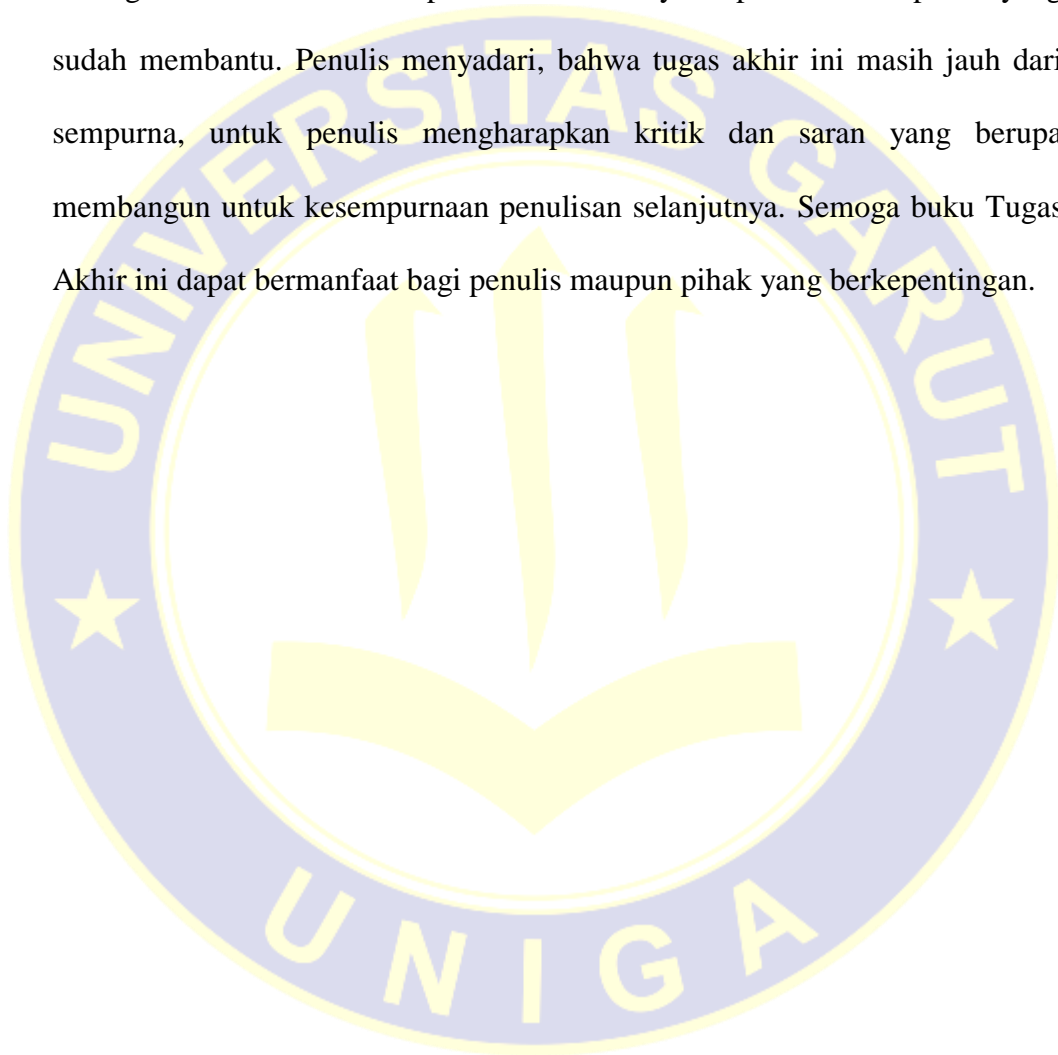 sudah membantu. Penulis menyadari, bahwa tugas akhir ini masih jauh dari
sempurna, untuk penulis mengharapkan kritik dan saran yang berupa
membangun untuk kesempurnaan penulisan selanjutnya. Semoga buku Tugas
Akhir ini dapat bermanfaat bagi penulis maupun pihak yang berkepentingan.
UNIVERSITAS GARUT
UNIGA